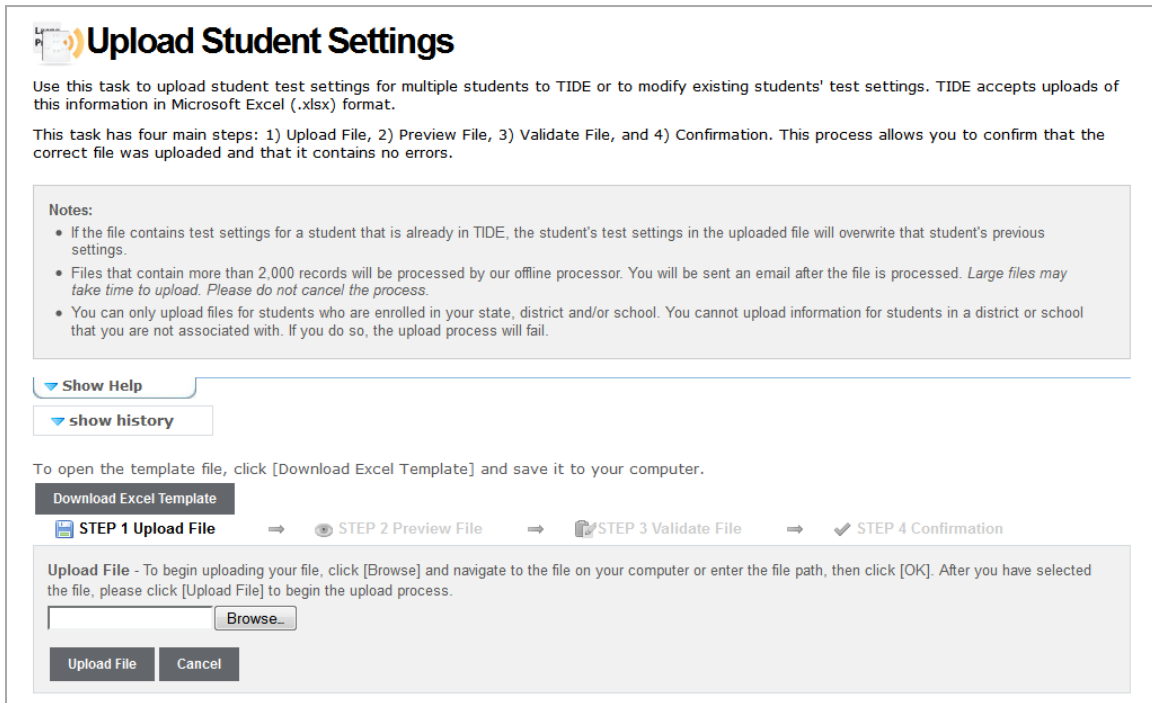 Upload Student Settings
Use this task to upload student test settings for multiple students to TIDE or to modify existing students' test settings. TIDE accepts uploads of
this information in Microsoft Excel (.xlsx) format.
This task has four main steps: 1) Upload File, 2) Preview File, 3) Validate File, and 4) Confirmation. This process allows you to confirm that the
correct file was uploaded and that it contains no errors.
Notes:
• If the file contains test settings for a student that is already in TIDE, the student's test settings in the uploaded file will overwrite that student's previous
settings.
• Files that contain more than 2,000 records will be processed by our offline processor. You will be sent an email after the file is processed. Large files may
take time to upload. Please do not cancel the process.
• You can only upload files for students who are enrolled in your state, district and/or school. You cannot upload information for students in a district or school
that you are not associated with. If you do so, the upload process will fail.
Show Help
show history
To open the template file, click [Download Excel Template] and save it to your computer.
Download Excel Template
STEP 1 Upload File ⇒ STEP 2 Preview File ⇒ STEP 3 Validate File ⇒ STEP 4 Confirmation
Upload File - To begin uploading your file, click [Browse] and navigate to the file on your computer or enter the file path, then click [OK]. After you have selected
the file, please click [Upload File] to begin the upload process.
Browse...
Upload File Cancel